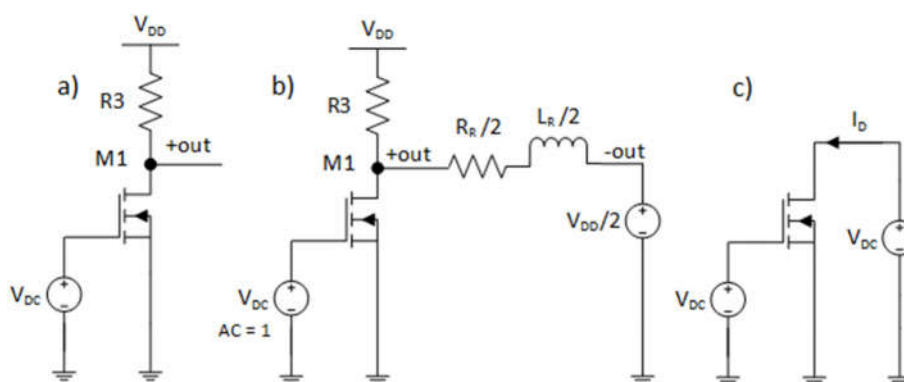 a)
V_DD
R3
M1
+out
V_DC
+
-
b)
V_DD
R3
M1
+out
R_R /2
L_R /2
-out
V_DC
AC = 1
+
-
V_DD/2
+
-
c)
I_D
V_DC
+
-
V_DC
+
-